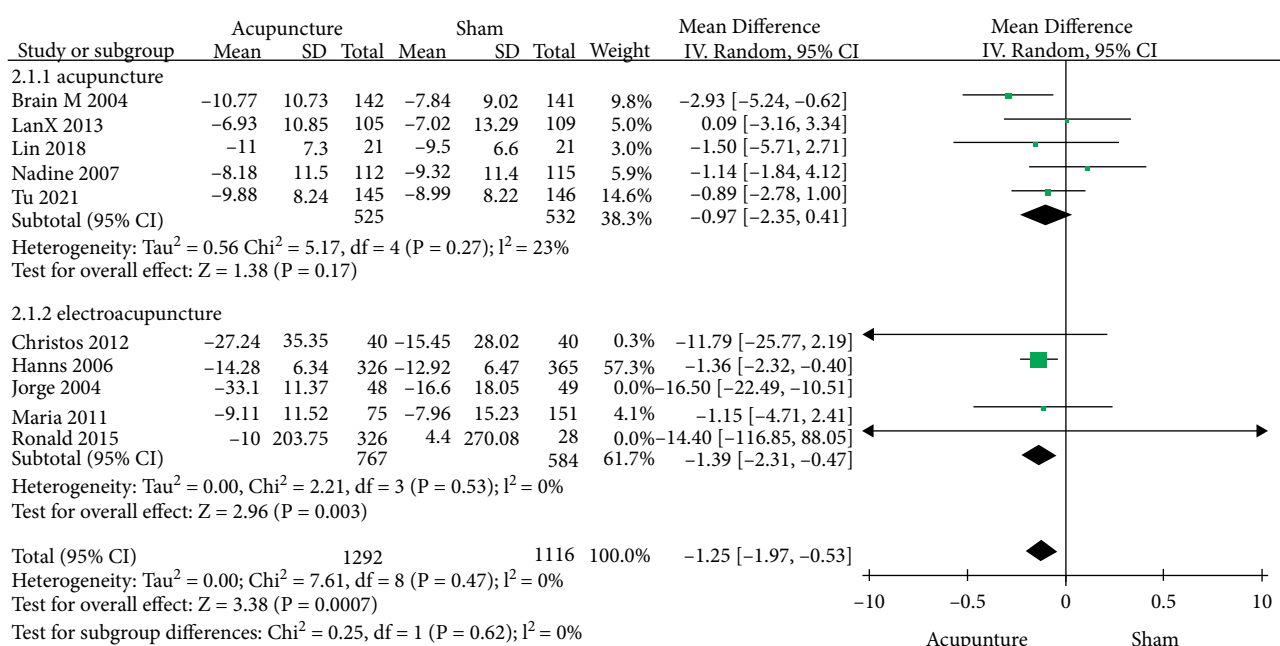 Acupuncture Sham Mean Difference Mean Difference
Study or subgroup Mean SD Total Mean SD Total Weight IV. Random, 95% CI IV. Random, 95% CI
2.1.1 acupuncture
Brain M 2004 –10.77 10.73 142 –7.84 9.02 141 9.8% –2.93 [–5.24, –0.62]
LanX 2013 –6.93 10.85 105 –7.02 13.29 109 5.0% 0.09 [–3.16, 3.34]
Lin 2018 –11 7.3 21 –9.5 6.6 21 3.0% –1.50 [–5.71, 2.71]
Nadine 2007 –8.18 11.5 112 –9.32 11.4 115 5.9% –1.14 [–1.84, 4.12]
Tu 2021 –9.88 8.24 145 –8.99 8.22 146 14.6% –0.89 [–2.78, 1.00]
Subtotal (95% CI) 525 532 38.3% –0.97 [–2.35, 0.41]
Heterogeneity: Tau² = 0.56 Chi² = 5.17, df = 4 (P = 0.27); l² = 23%
Test for overall effect: Z = 1.38 (P = 0.17)
2.1.2 electroacupuncture
Christos 2012 –27.24 35.35 40 –15.45 28.02 40 0.3% –11.79 [–25.77, 2.19]
Hanns 2006 –14.28 6.34 326 –12.92 6.47 365 57.3% –1.36 [–2.32, –0.40]
Jorge 2004 –33.1 11.37 48 –16.6 18.05 49 0.0% –16.50 [–22.49, –10.51]
Maria 2011 –9.11 11.52 75 –7.96 15.23 151 4.1% –1.15 [–4.71, 2.41]
Ronald 2015 –10 203.75 326 4.4 270.08 28 0.0% –14.40 [–116.85, 88.05]
Subtotal (95% CI) 767 584 61.7% –1.39 [–2.31, –0.47]
Heterogeneity: Tau² = 0.00, Chi² = 2.21, df = 3 (P = 0.53); l² = 0%
Test for overall effect: Z = 2.96 (P = 0.003)
Total (95% CI) 1292 1116 100.0% –1.25 [–1.97, –0.53]
Heterogeneity: Tau² = 0.00; Chi² = 7.61, df = 8 (P = 0.47); l² = 0%
Test for overall effect: Z = 3.38 (P = 0.0007)
Test for subgroup differences: Chi² = 0.25, df = 1 (P = 0.62); l² = 0%
–10 –0.5 0 0.5 10
Acupunture Sham